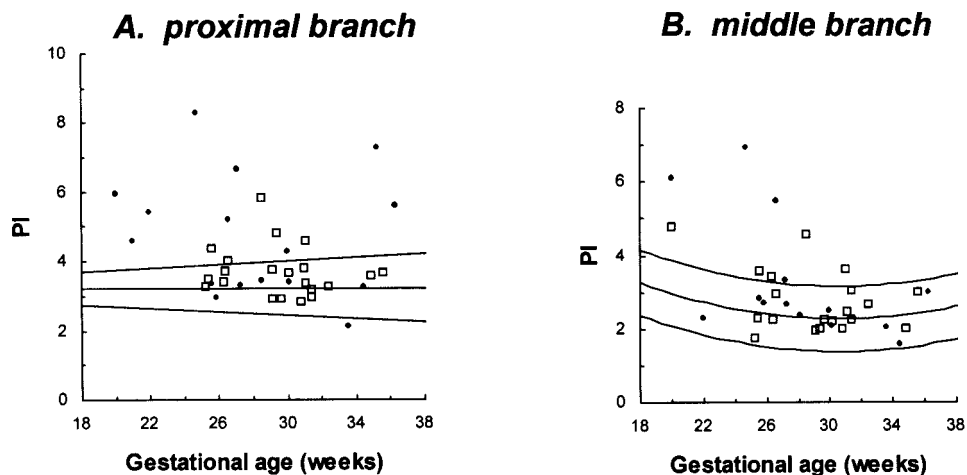 A. proximal branch
10
8
6
4
2
0
PI
18 22 26 30 34 38
Gestational age (weeks)
B. middle branch
8
6
4
2
0
PI
18 22 26 30 34 38
Gestational age (weeks)